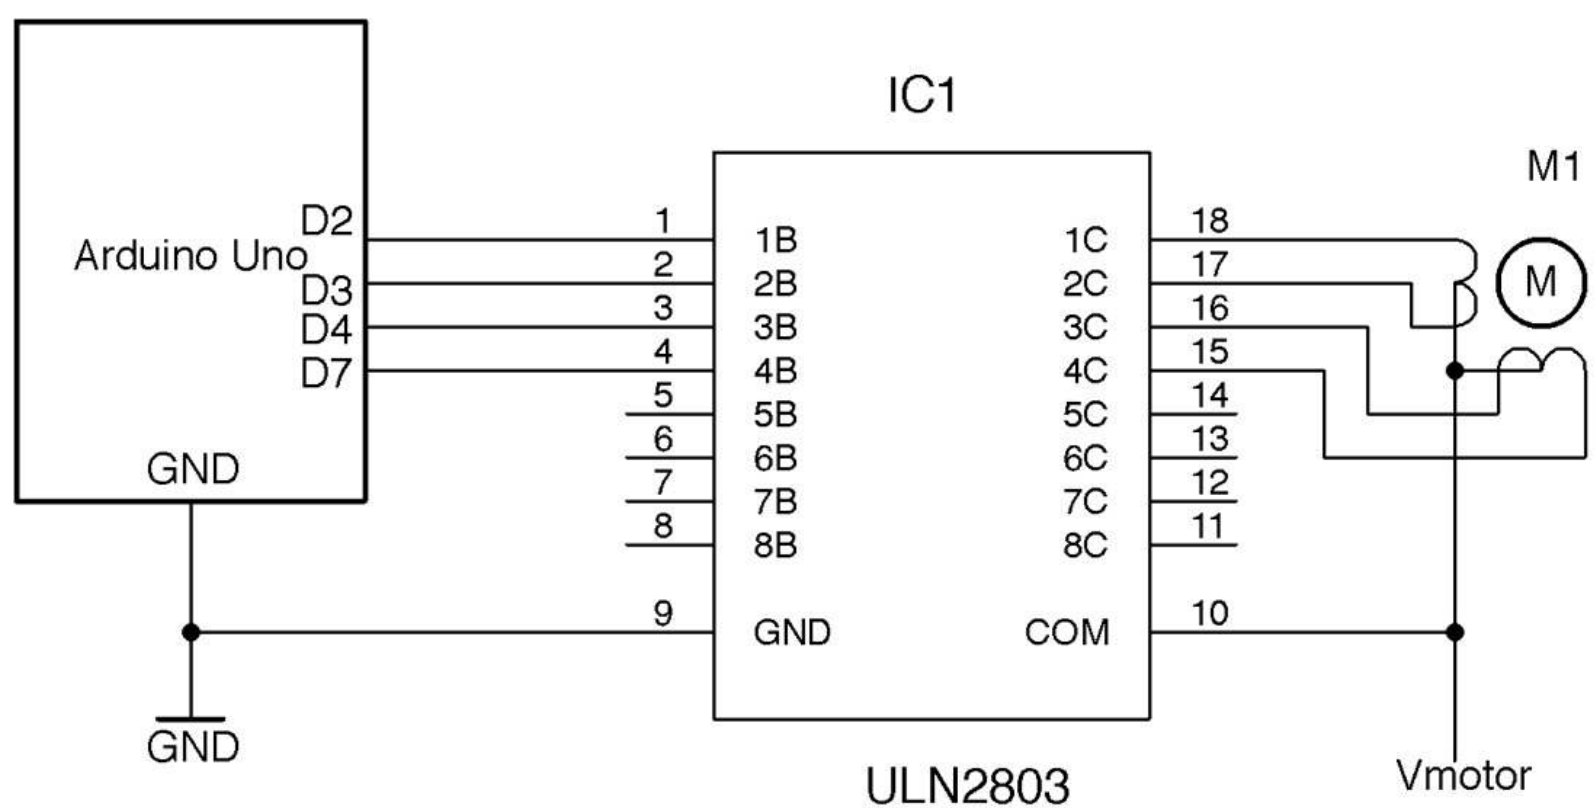 IC1
M1
Arduino Uno
D2
D3
D4
D7
GND
GND
1
2
3
4
5
6
7
8
9
1B
2B
3B
4B
5B
6B
7B
8B
GND
1C
2C
3C
4C
5C
6C
7C
8C
COM
18
17
16
15
14
13
12
11
10
M
Vmotor
ULN2803